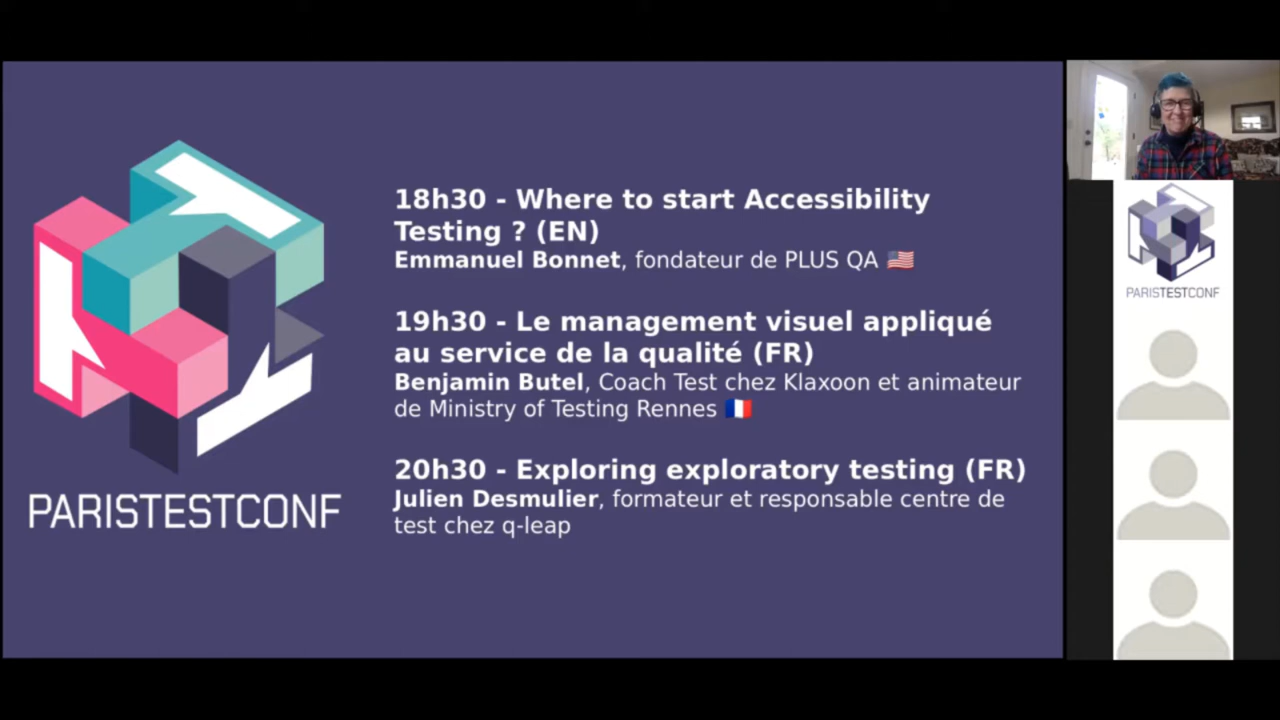 18h30 - Where to start Accessibility
Testing ? (EN)
Emmanuel Bonnet, fondateur de PLUS QA 🇺🇸
19h30 - Le management visuel appliqué
au service de la qualité (FR)
Benjamin Butel, Coach Test chez Klaxoon et animateur
de Ministry of Testing Rennes 🇫🇷
20h30 - Exploring exploratory testing (FR)
Julien Desmulier, formateur et responsable centre de
test chez q-leap
PARISTESTCONF
PARISTESTCONF